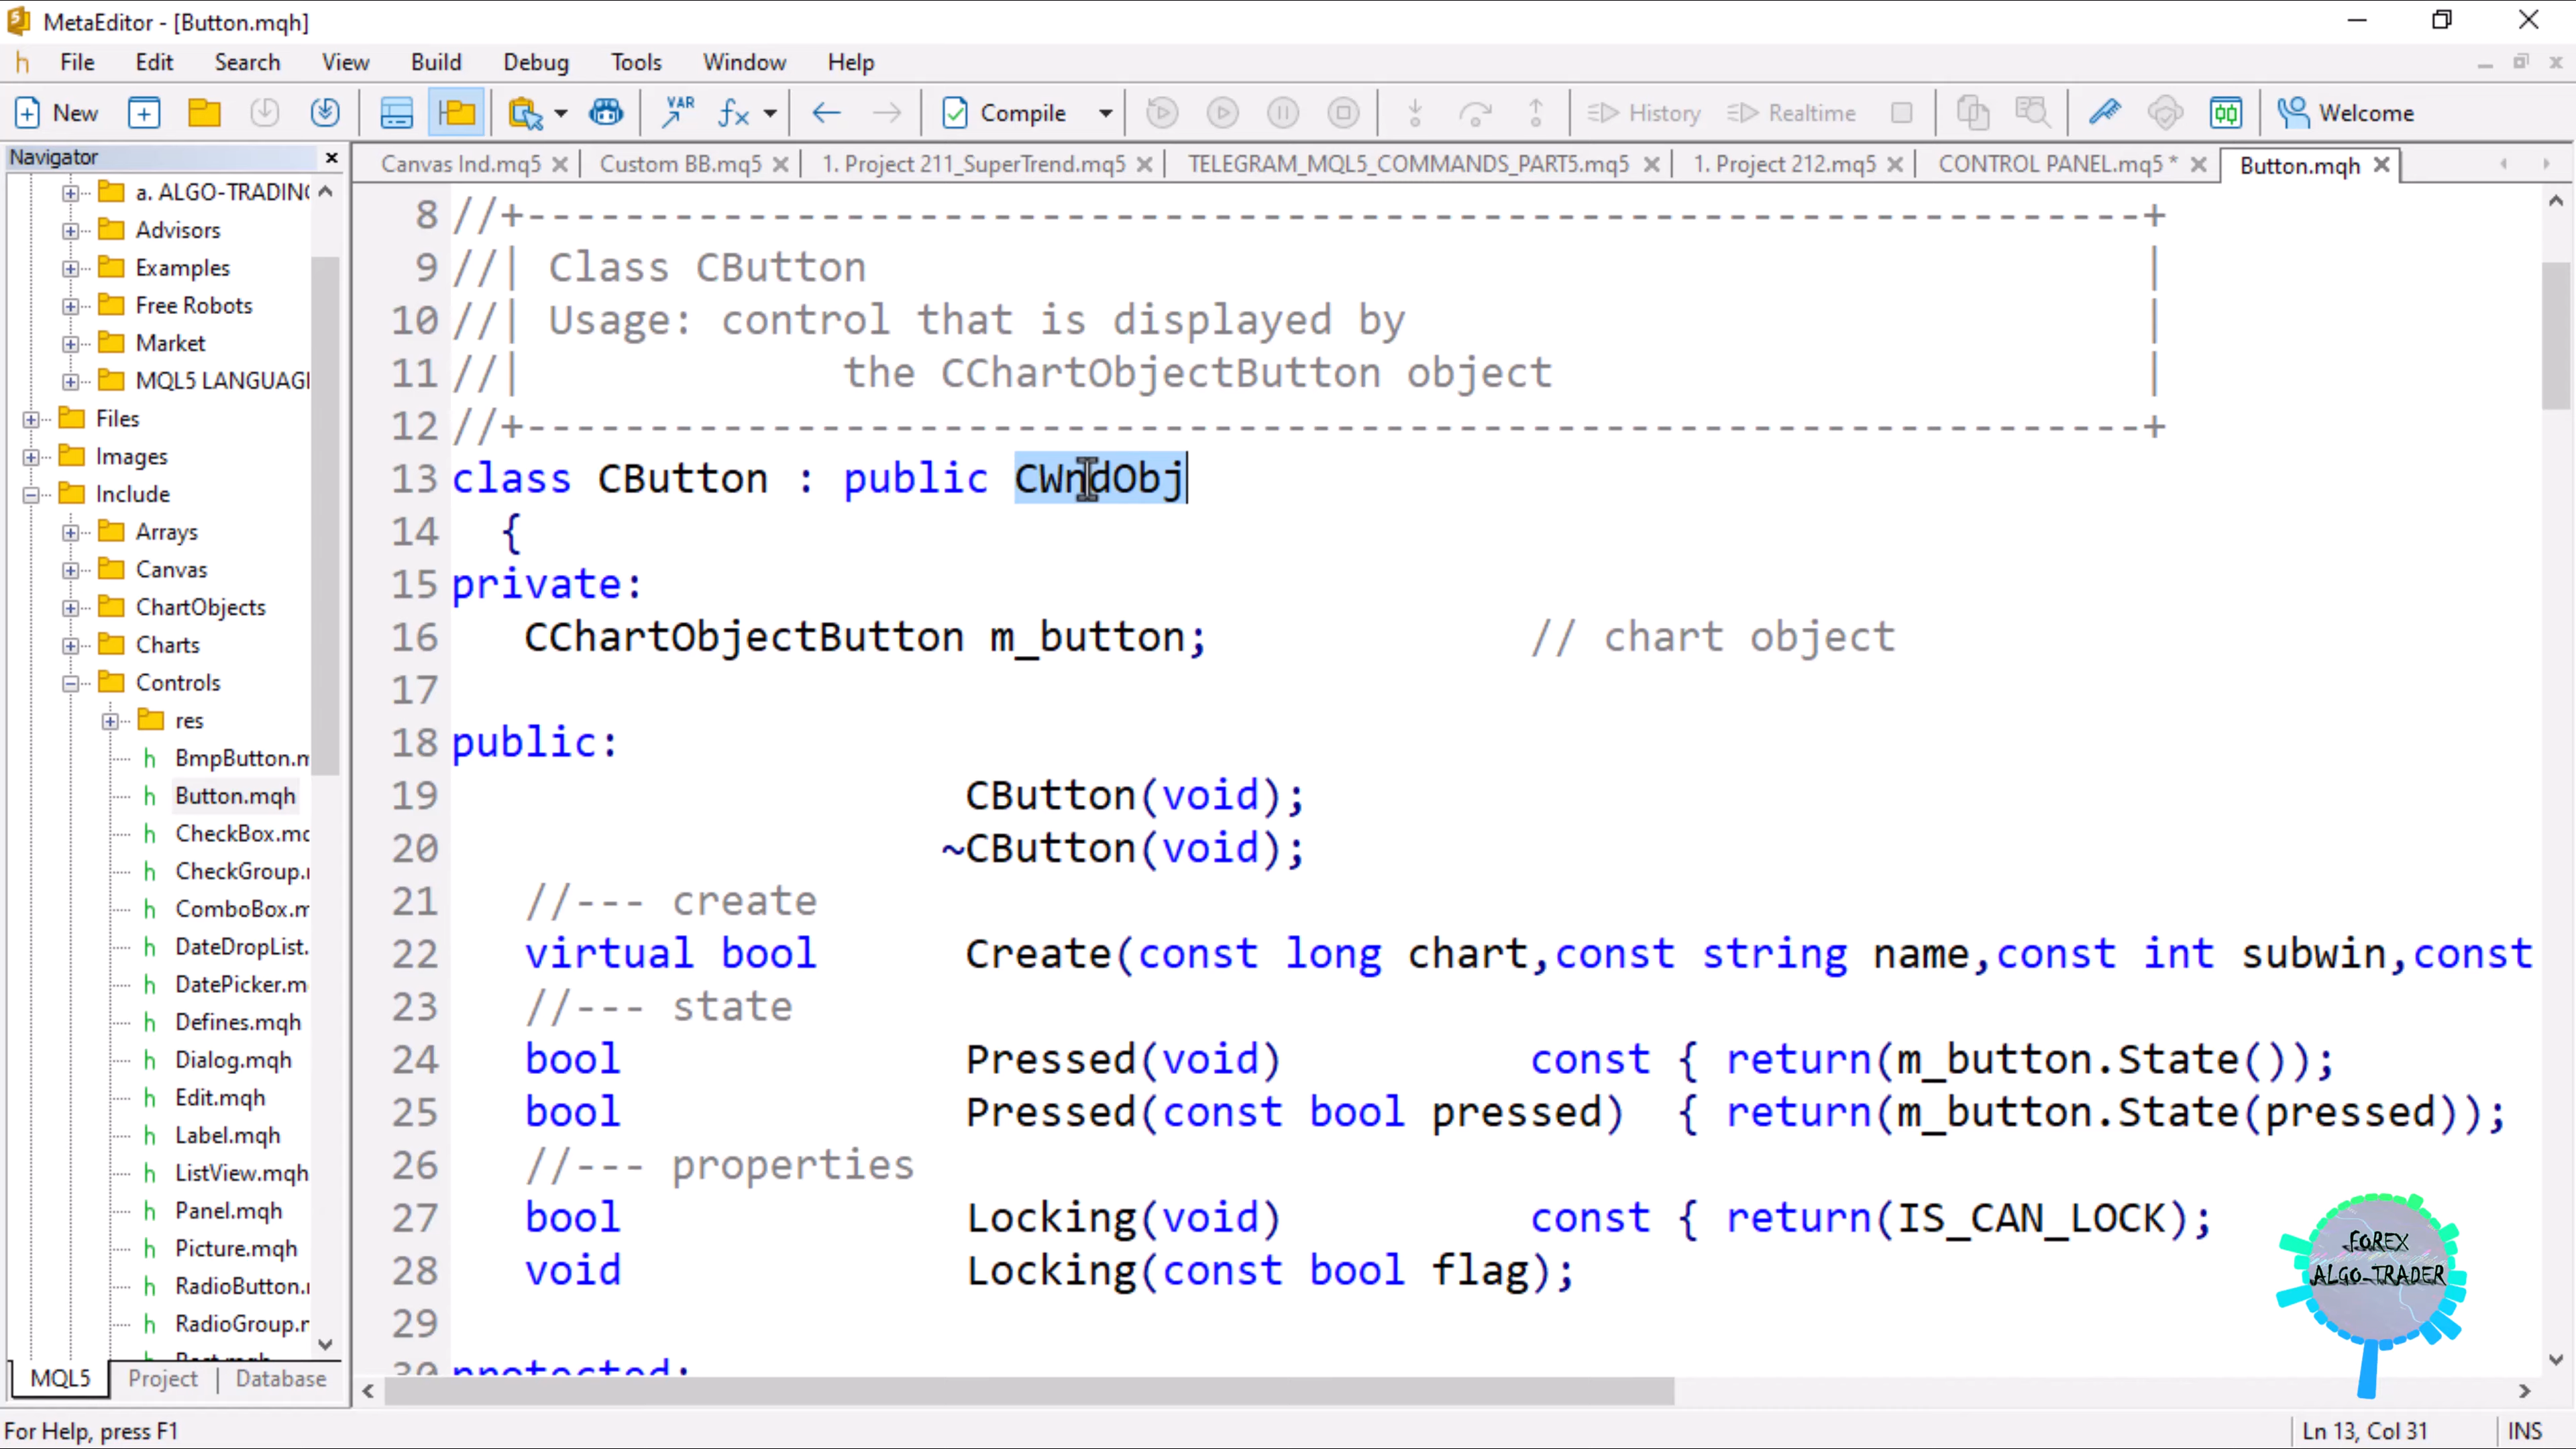 MetaEditor - [Button.mqh]
File Edit Search View Build Debug Tools Window Help
New VAR Compile History Realtime Welcome
Navigator
Canvas Ind.mq5 Custom BB.mq5 1. Project 211_SuperTrend.mq5 TELEGRAM_MQL5_COMMANDS_PART5.mq5 1. Project 212.mq5 CONTROL PANEL.mq5 * Button.mqh
a. ALGO-TRADING
Advisors
Examples
Free Robots
Market
MQL5 LANGUAGE
Files
Images
Include
Arrays
Canvas
ChartObjects
Charts
Controls
res
BmpButton.m
Button.mqh
CheckBox.mq
CheckGroup.
ComboBox.m
DateDropList.
DatePicker.m
Defines.mqh
Dialog.mqh
Edit.mqh
Label.mqh
ListView.mqh
Panel.mqh
Picture.mqh
RadioButton.
RadioGroup.
MQL5 Project Database
8 //+------------------------------------------------------------------+
9 //| Class CButton |
10 //| Usage: control that is displayed by |
11 //| the CChartObjectButton object |
12 //+------------------------------------------------------------------+
13 class CButton : public CWndObj
14 {
15 private:
16 CChartObjectButton m_button; // chart object
17
18 public:
19 CButton(void);
20 ~CButton(void);
21 //--- create
22 virtual bool Create(const long chart,const string name,const int subwin,const
23 //--- state
24 bool Pressed(void) const { return(m_button.State());
25 bool Pressed(const bool pressed) { return(m_button.State(pressed));
26 //--- properties
27 bool Locking(void) const { return(IS_CAN_LOCK);
28 void Locking(const bool flag);
29
30 protected:
FOREX
ALGO-TRADER
For Help, press F1
Ln 13, Col 31 INS